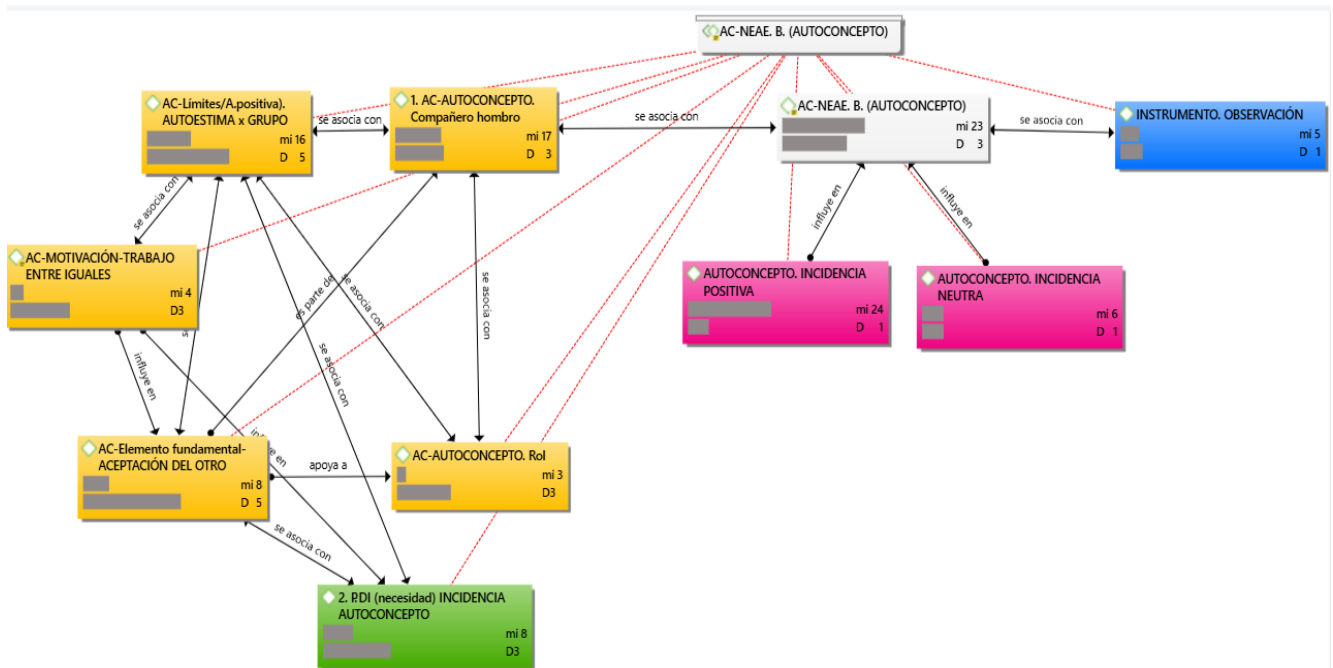 AC-NEAE. B. (AUTOCONCEPTO)
AC-Límites/A.positiva).
AUTOESTIMA x GRUPO
mi 16
D 5
se asocia con
1. AC-AUTOCONCEPTO.
Compañero hombro
mi 17
D 3
se asocia con
AC-NEAE. B. (AUTOCONCEPTO)
mi 23
D 3
se asocia con
INSTRUMENTO. OBSERVACIÓN
mi 5
D 1
se asocia con
influye en
influye en
AC-MOTIVACIÓN-TRABAJO
ENTRE IGUALES
mi 4
D3
es parte de
se asocia con
se asocia con
AUTOCONCEPTO. INCIDENCIA
POSITIVA
mi 24
D 1
AUTOCONCEPTO. INCIDENCIA
NEUTRA
mi 6
D 1
influye en
se asocia con
AC-Elemento fundamental-
ACEPTACIÓN DEL OTRO
mi 8
D 5
en
apoya a
AC-AUTOCONCEPTO. Rol
mi 3
D3
se asocia con
2. P.DI (necesidad) INCIDENCIA
AUTOCONCEPTO
mi 8
D3